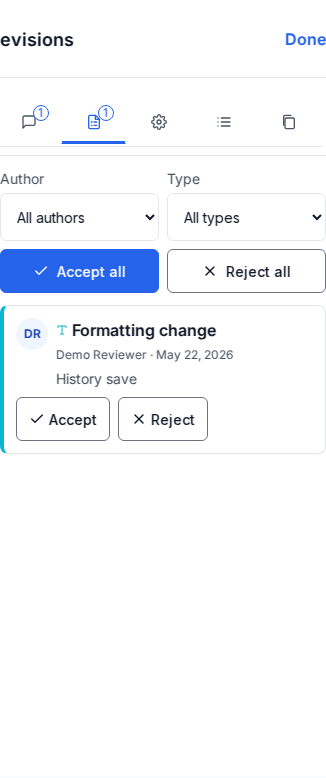 evisions
Done
1
1
Author
Type
All authors
All types
Accept all
Reject all
DR
Formatting change
Demo Reviewer · May 22, 2026
History save
Accept
Reject